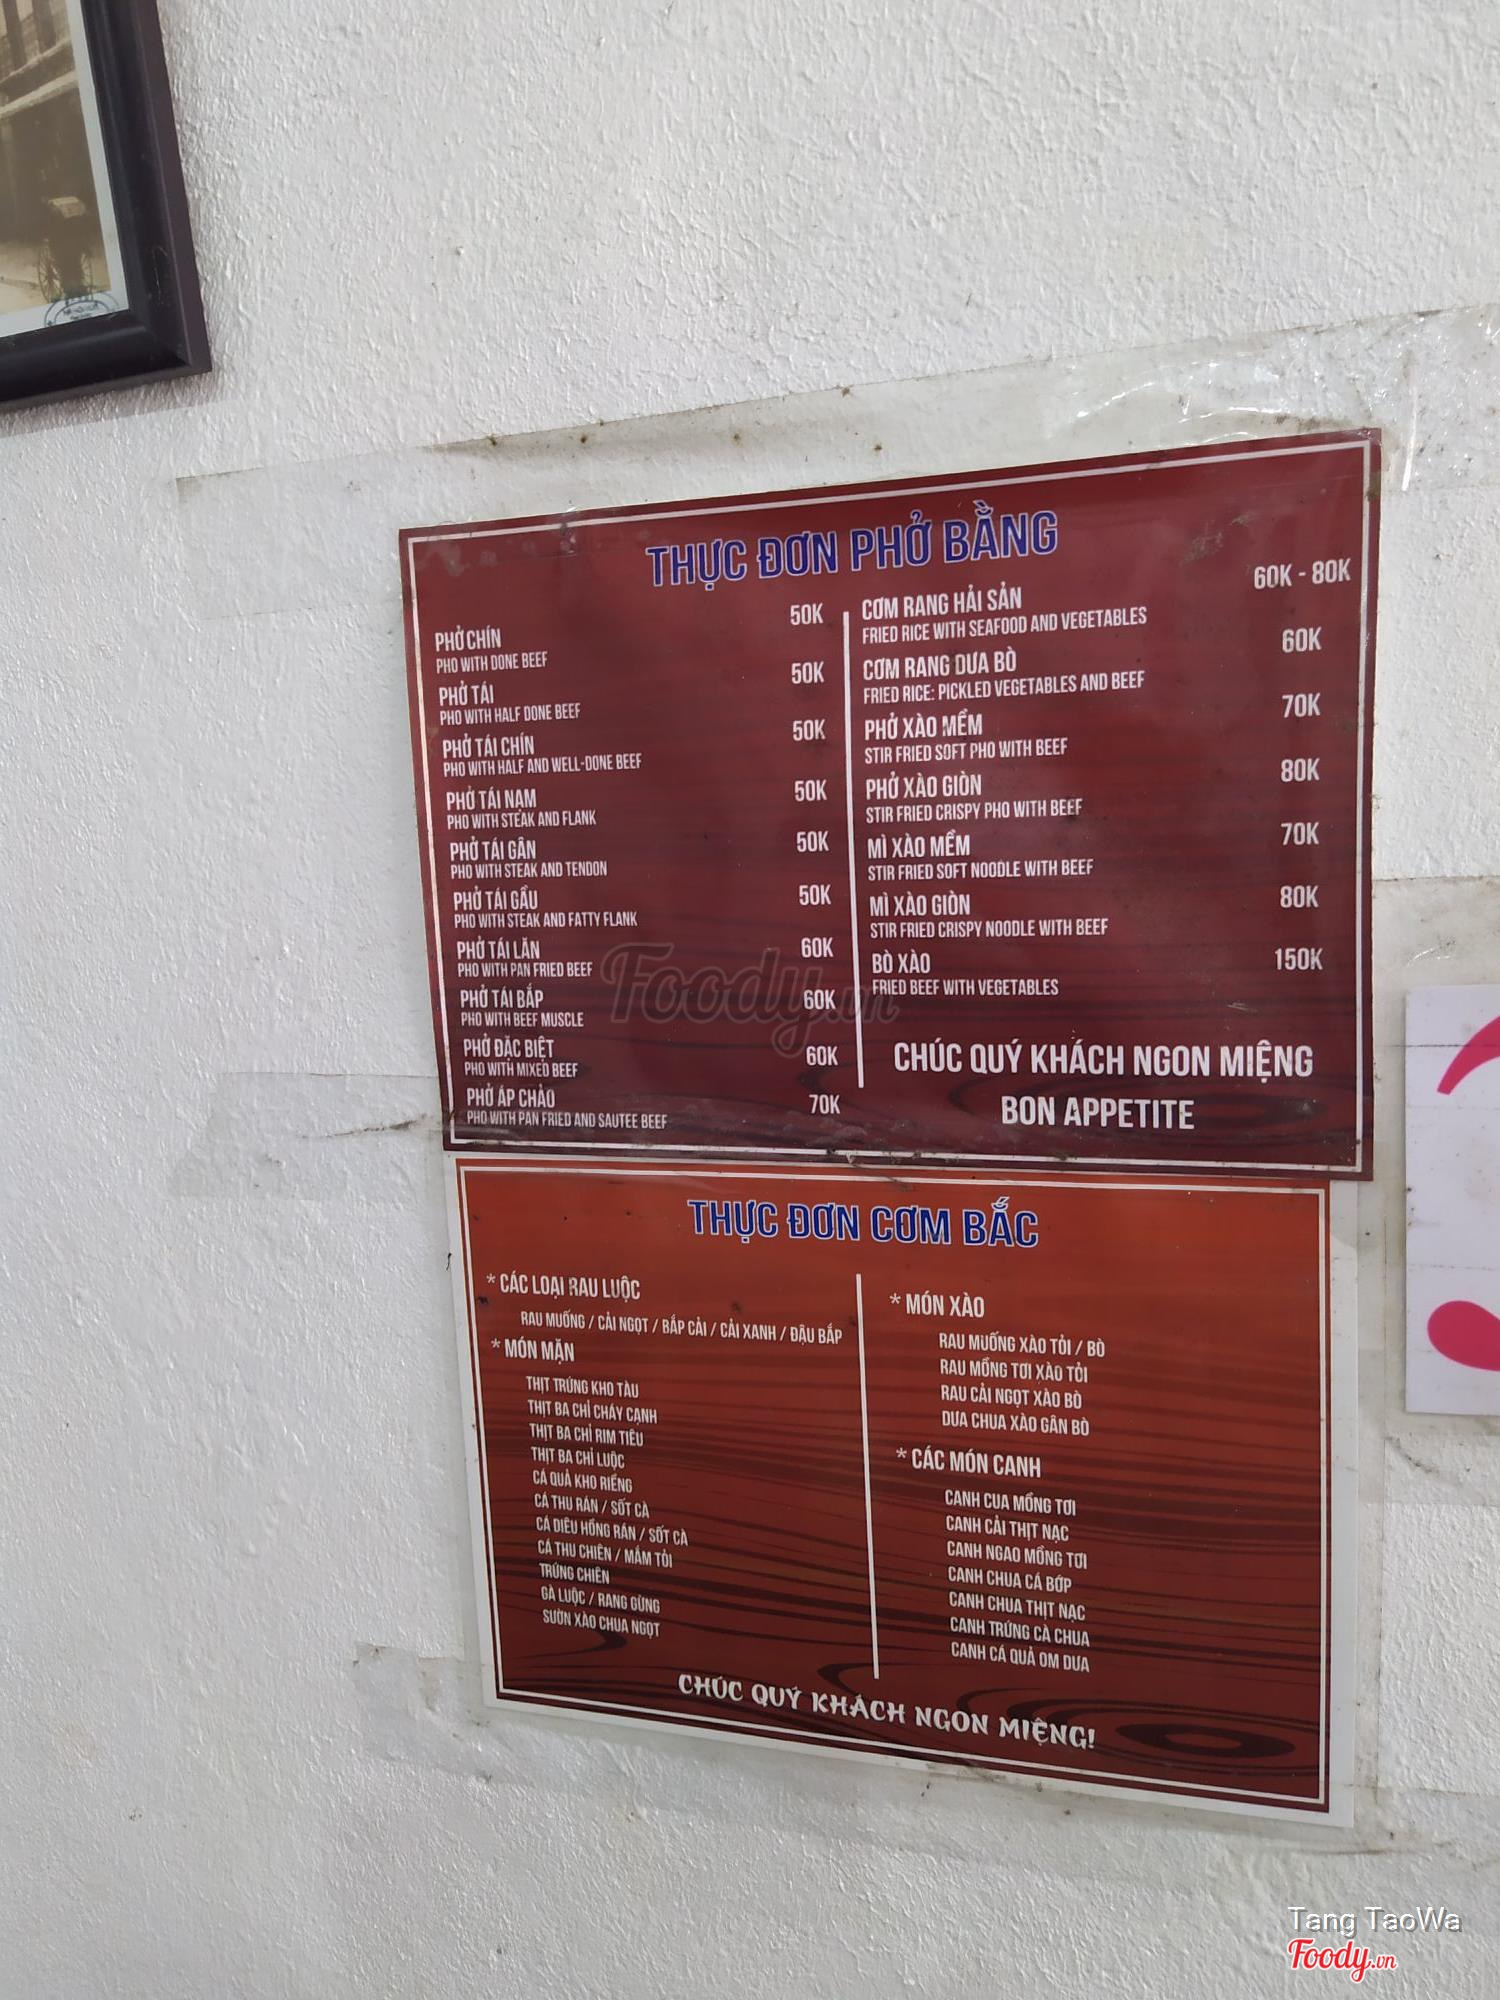 THỰC ĐƠN PHỞ BẰNG
PHỞ CHÍN 50K
PHO WITH DONE BEEF
PHỞ TÁI 50K
PHO WITH HALF DONE BEEF
PHỞ TÁI CHÍN 50K
PHO WITH HALF AND WELL-DONE BEEF
PHỞ TÁI NẠM 50K
PHO WITH STEAK AND FLANK
PHỞ TÁI GÂN 50K
PHO WITH STEAK AND TENDON
PHỞ TÁI GẦU 50K
PHO WITH STEAK AND FATTY FLANK
PHỞ TÁI LĂN 60K
PHO WITH PAN FRIED BEEF
PHỞ TÁI BẮP 60K
PHO WITH BEEF MUSCLE
PHỞ ĐẶC BIỆT 60K
PHO WITH MIXED BEEF
PHỞ ÁP CHẢO 70K
PHO WITH PAN FRIED AND SAUTEE BEEF
CƠM RANG HẢI SẢN 60K - 80K
FRIED RICE WITH SEAFOOD AND VEGETABLES
CƠM RANG DƯA BÒ 60K
FRIED RICE: PICKLED VEGETABLES AND BEEF
PHỞ XÀO MỀM 70K
STIR FRIED SOFT PHO WITH BEEF
PHỞ XÀO GIÒN 80K
STIR FRIED CRISPY PHO WITH BEEF
MÌ XÀO MỀM 70K
STIR FRIED SOFT NOODLE WITH BEEF
MÌ XÀO GIÒN 80K
STIR FRIED CRISPY NOODLE WITH BEEF
BÒ XÀO 150K
FRIED BEEF WITH VEGETABLES
CHÚC QUÝ KHÁCH NGON MIỆNG
BON APPETITE
Foody.vn
THỰC ĐƠN CƠM BẮC
* CÁC LOẠI RAU LUỘC
RAU MUỐNG / CẢI NGỌT / BẮP CẢI / CẢI XANH / ĐẬU BẮP
* MÓN MẶN
THỊT TRỨNG KHO TÀU
THỊT BA CHỈ CHÁY CẠNH
THỊT BA CHỈ RIM TIÊU
THỊT BA CHỈ LUỘC
CÁ QUẢ KHO RIỀNG
CÁ THU RÁN / SỐT CÀ
CÁ DIÊU HỒNG RÁN / SỐT CÀ
CÁ THU CHIÊN / MẮM TỎI
TRỨNG CHIÊN
GÀ LUỘC / RANG GỪNG
SƯỜN XÀO CHUA NGỌT
* MÓN XÀO
RAU MUỐNG XÀO TỎI / BÒ
RAU MỒNG TƠI XÀO TỎI
RAU CẢI NGỌT XÀO BÒ
DƯA CHUA XÀO GÂN BÒ
* CÁC MÓN CANH
CANH CUA MỒNG TƠI
CANH CẢI THỊT NẠC
CANH NGAO MỒNG TƠI
CANH CHUA CÁ BỚP
CANH CHUA THỊT NẠC
CANH TRỨNG CÀ CHUA
CANH CÁ QUẢ OM DƯA
CHÚC QUÝ KHÁCH NGON MIỆNG!
Tang TaoWa
Foody.vn